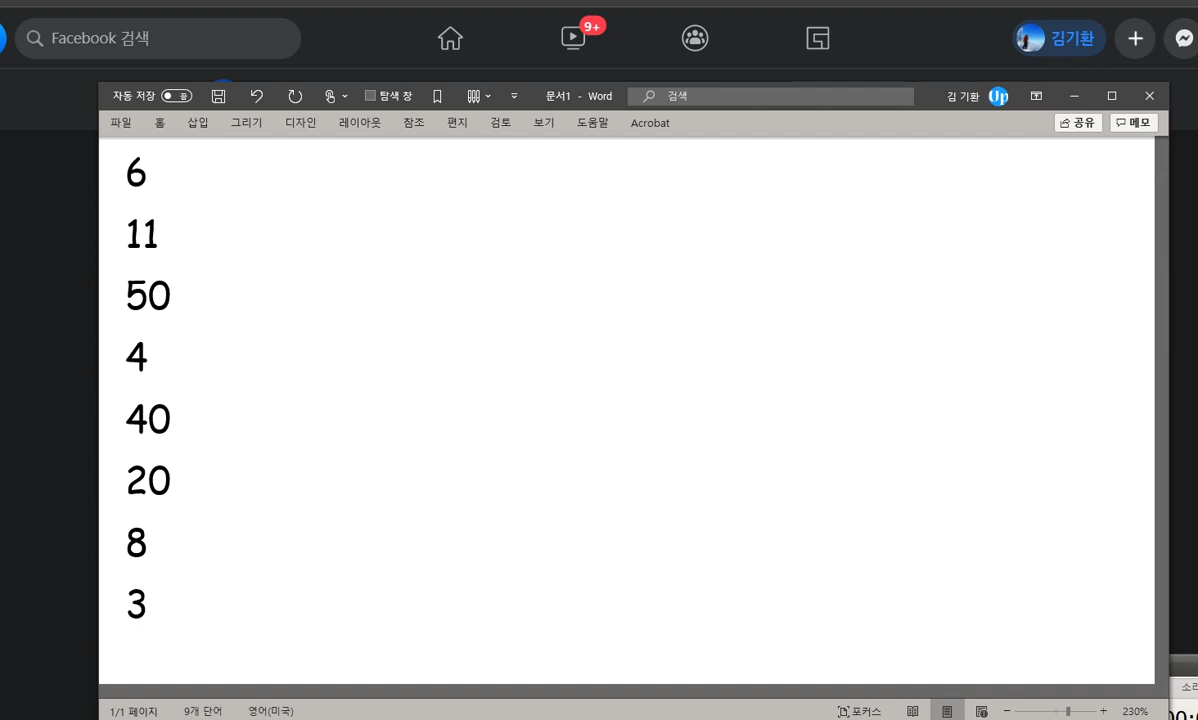 Facebook 검색
9+
김기환
자동 저장 끔
탐색 창
문서1 - Word
검색
김 기환
Up
파일 홈 삽입 그리기 디자인 레이아웃 참조 편지 검토 보기 도움말 Acrobat
공유 메모
6
11
50
4
40
20
8
3
소리
1/1 페이지 9개 단어 영어(미국) 포커스 230%